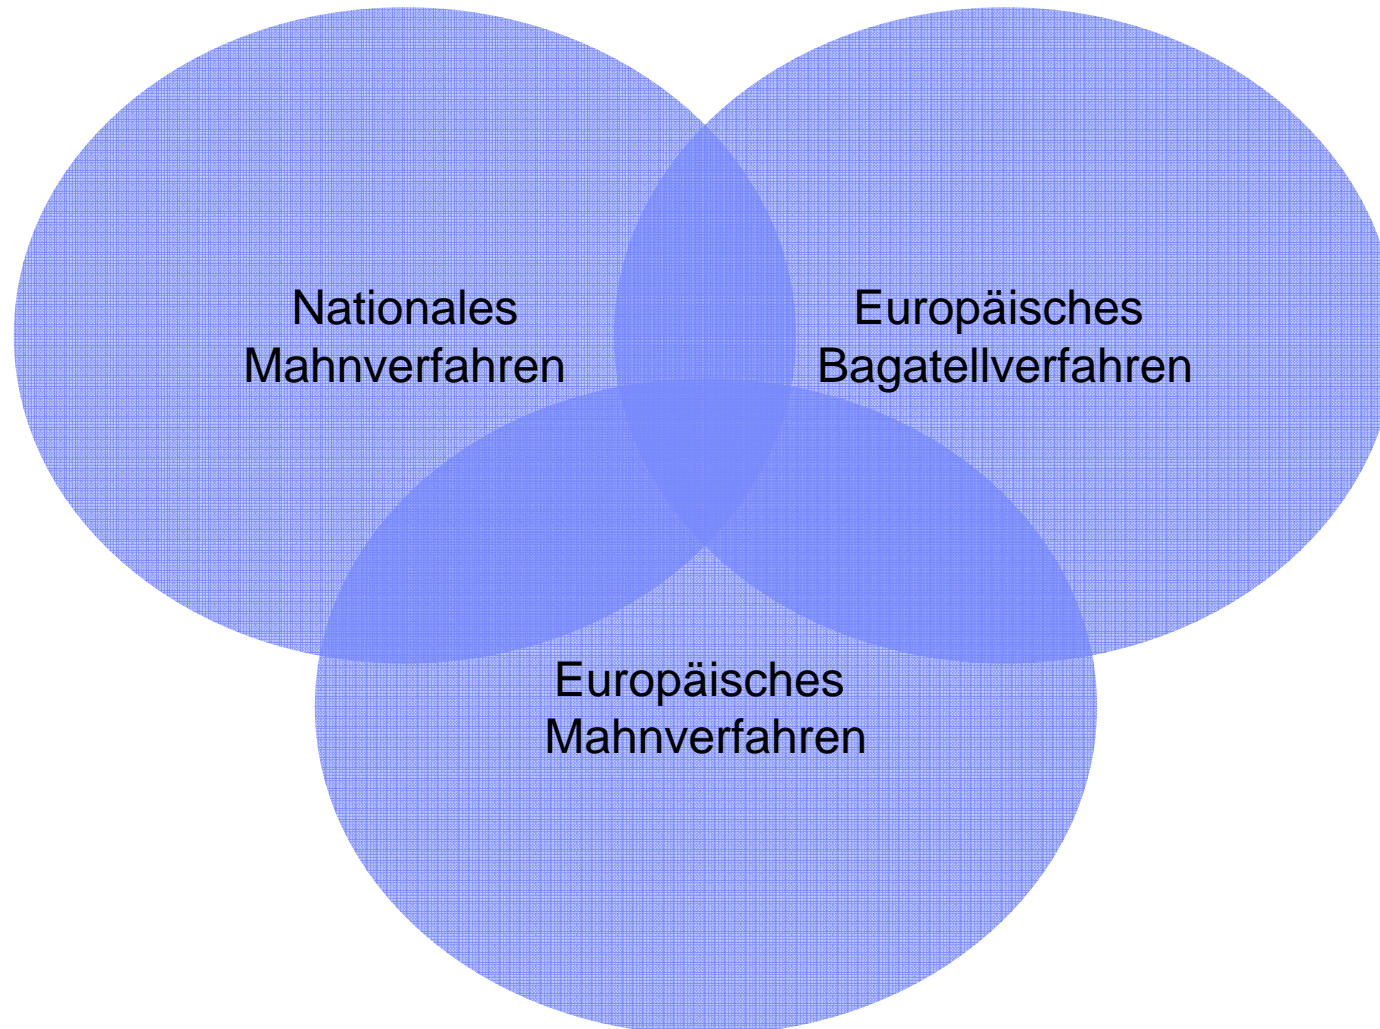 Nationales
Mahnverfahren
Europäisches
Bagatellverfahren
Europäisches
Mahnverfahren